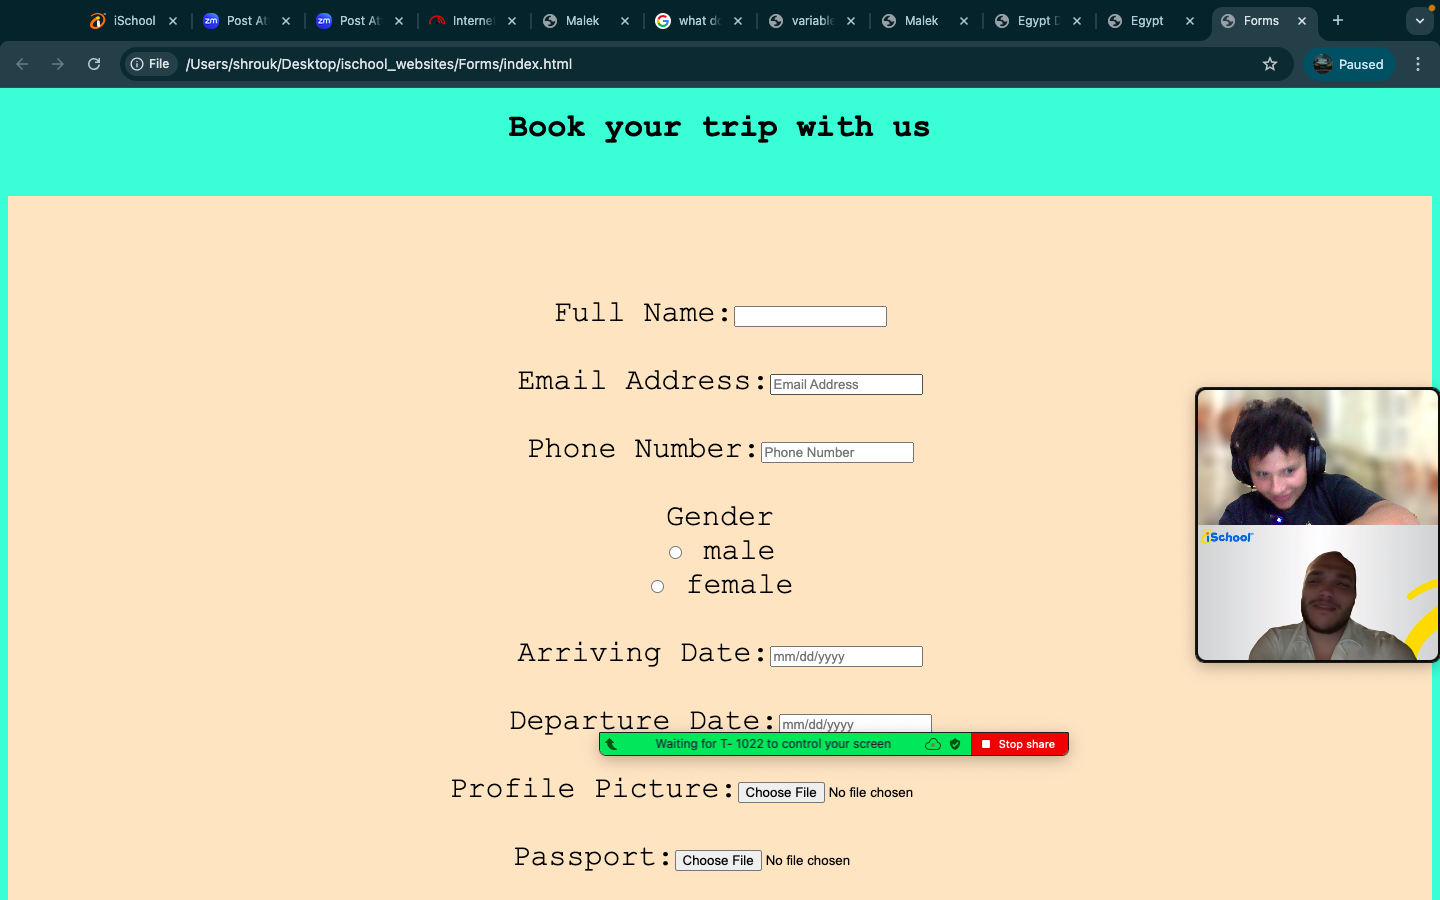 iSchool
Post At
Post At
Interne
Malek
what do
variable
Malek
Egypt D
Egypt
Forms
File
/Users/shrouk/Desktop/ischool_websites/Forms/index.html
Paused
Book your trip with us
Full Name:
Email Address: Email Address
Phone Number: Phone Number
Gender
male
female
iSchool
Arriving Date: mm/dd/yyyy
Departure Date: mm/dd/yyyy
Waiting for T- 1022 to control your screen
Stop share
Profile Picture: Choose File No file chosen
Passport: Choose File No file chosen